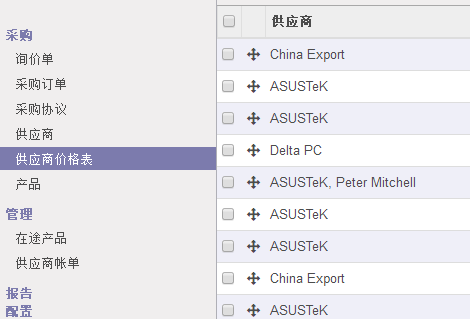 采购
询价单
采购订单
采购协议
供应商
供应商价格表
产品
管理
在途产品
供应商帐单
报告
配置
供应商
China Export
ASUSTeK
ASUSTeK
Delta PC
ASUSTeK, Peter Mitchell
ASUSTeK
ASUSTeK
China Export
ASUSTeK